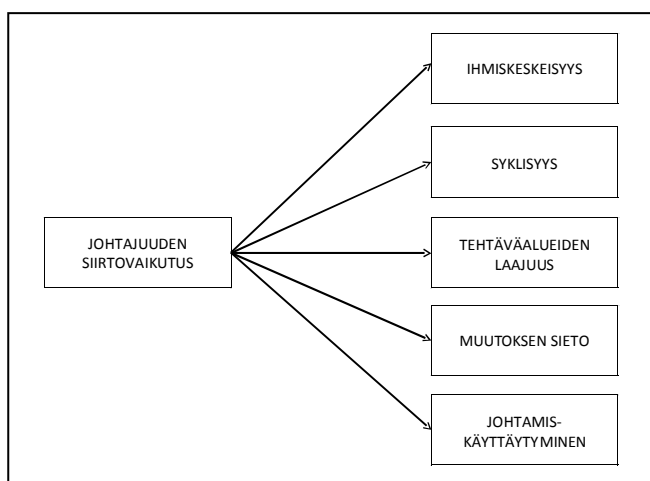 IHMISKESKEISYYS
SYKLISYYS
JOHTAJUUDEN
SIIRTOVAIKUTUS
TEHTÄVÄALUEIDEN
LAAJUUS
MUUTOKSEN SIETO
JOHTAMIS-
KÄYTTÄYTYMINEN